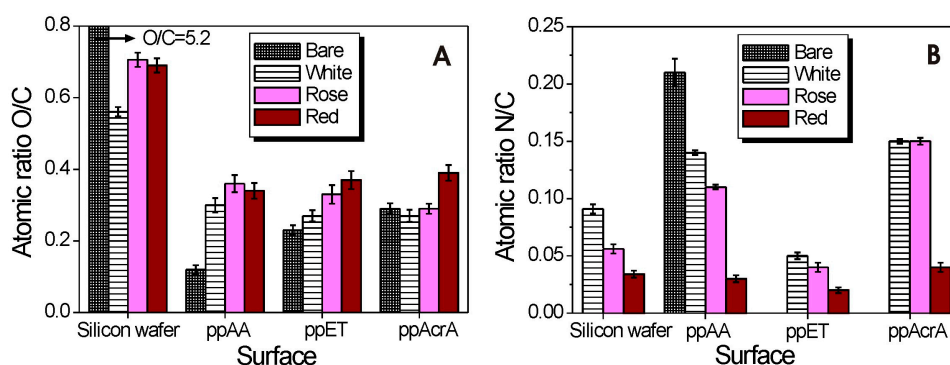 Atomic ratio O/C
0.8
0.6
0.4
0.2
0.0
O/C=5.2
A
Bare
White
Rose
Red
Silicon wafer ppAA ppET ppAcrA
Surface
Atomic ratio N/C
0.25
0.20
0.15
0.10
0.05
0.00
B
Bare
White
Rose
Red
Silicon wafer ppAA ppET ppAcrA
Surface